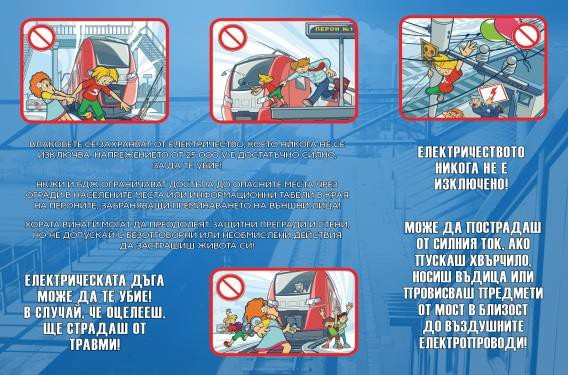 ПЕРОН №1
ВЛАКОВЕТЕ СЕ ЗАХРАНВАТ ОТ ЕЛЕКТРИЧЕСТВО, КОЕТО НИКОГА НЕ СЕ
ИЗКЛЮЧВА. НАПРЕЖЕНИЕТО ОТ 25 000 V Е ДОСТАТЪЧНО СИЛНО,
ЗА ДА ТЕ УБИЕ!
НКЖИ И БДЖ ОГРАНИЧАВАТ ДОСТЪПА ДО ОПАСНИТЕ МЕСТА ЧРЕЗ
ОГРАДИ В НАСЕЛЕНИТЕ МЕСТА ИЛИ ИНФОРМАЦИОННИ ТАБЕЛИ В КРАЯ
НА ПЕРОНИТЕ, ЗАБРАНЯВАЩИ ПРЕМИНАВАНЕТО НА ВЪНШНИ ЛИЦА!
ХОРАТА ВИНАГИ МОГАТ ДА ПРЕОДОЛЕЯТ ЗАЩИТНИ ПРЕГРАДИ И СТЕНИ,
НО НЕ ДОПУСКАЙ С БЕЗОТГОВОРНИ ИЛИ НЕОБМИСЛЕНИ ДЕЙСТВИЯ
ДА ЗАСТРАШИШ ЖИВОТА СИ!
ЕЛЕКТРИЧЕСКАТА ДЪГА
МОЖЕ ДА ТЕ УБИЕ!
В СЛУЧАЙ, ЧЕ ОЦЕЛЕЕШ,
ЩЕ СТРАДАШ ОТ
ТРАВМИ!
ЕЛЕКТРИЧЕСТВОТО
НИКОГА НЕ Е
ИЗКЛЮЧЕНО!
МОЖЕ ДА ПОСТРАДАШ
ОТ СИЛНИЯ ТОК, АКО
ПУСКАШ ХВЪРЧИЛО,
НОСИШ ВЪДИЦА ИЛИ
ПРОВИСВАШ ПРЕДМЕТИ
ОТ МОСТ В БЛИЗОСТ
ДО ВЪЗДУШНИТЕ
ЕЛЕКТРОПРОВОДИ!